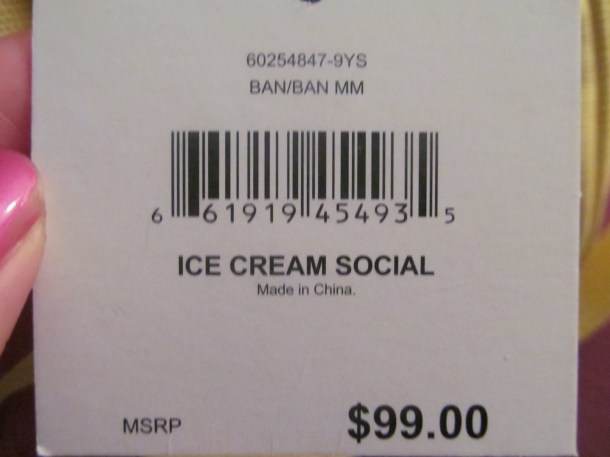 60254847-9YS
BAN/BAN MM
6 61919 45493 5
ICE CREAM SOCIAL
Made in China.
MSRP $99.00